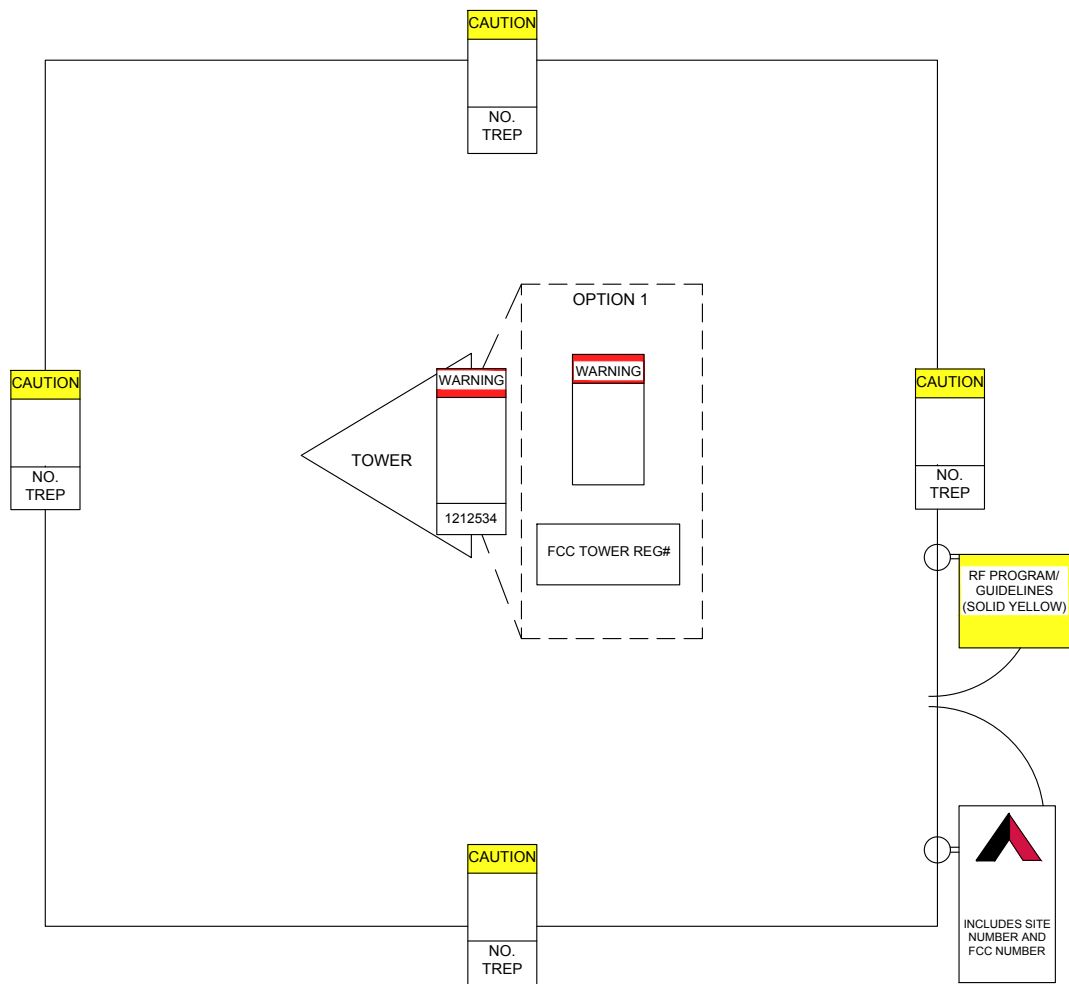 CAUTION
NO.
TREP
OPTION 1
CAUTION
NO.
TREP
TOWER
WARNING
1212534
WARNING
FCC TOWER REG#
CAUTION
NO.
TREP
RF PROGRAM/
GUIDELINES
(SOLID YELLOW)
CAUTION
NO.
TREP
INCLUDES SITE
NUMBER AND
FCC NUMBER